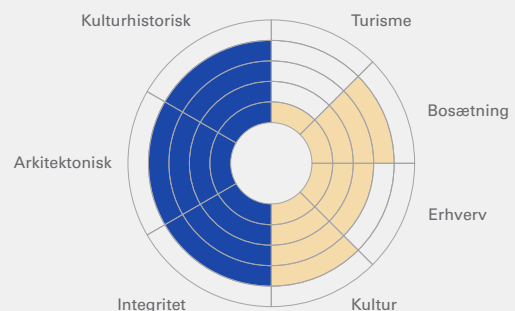 Kulturhistorisk
Turisme
Bosætning
Arkitektonisk
Erhverv
Integritet
Kultur